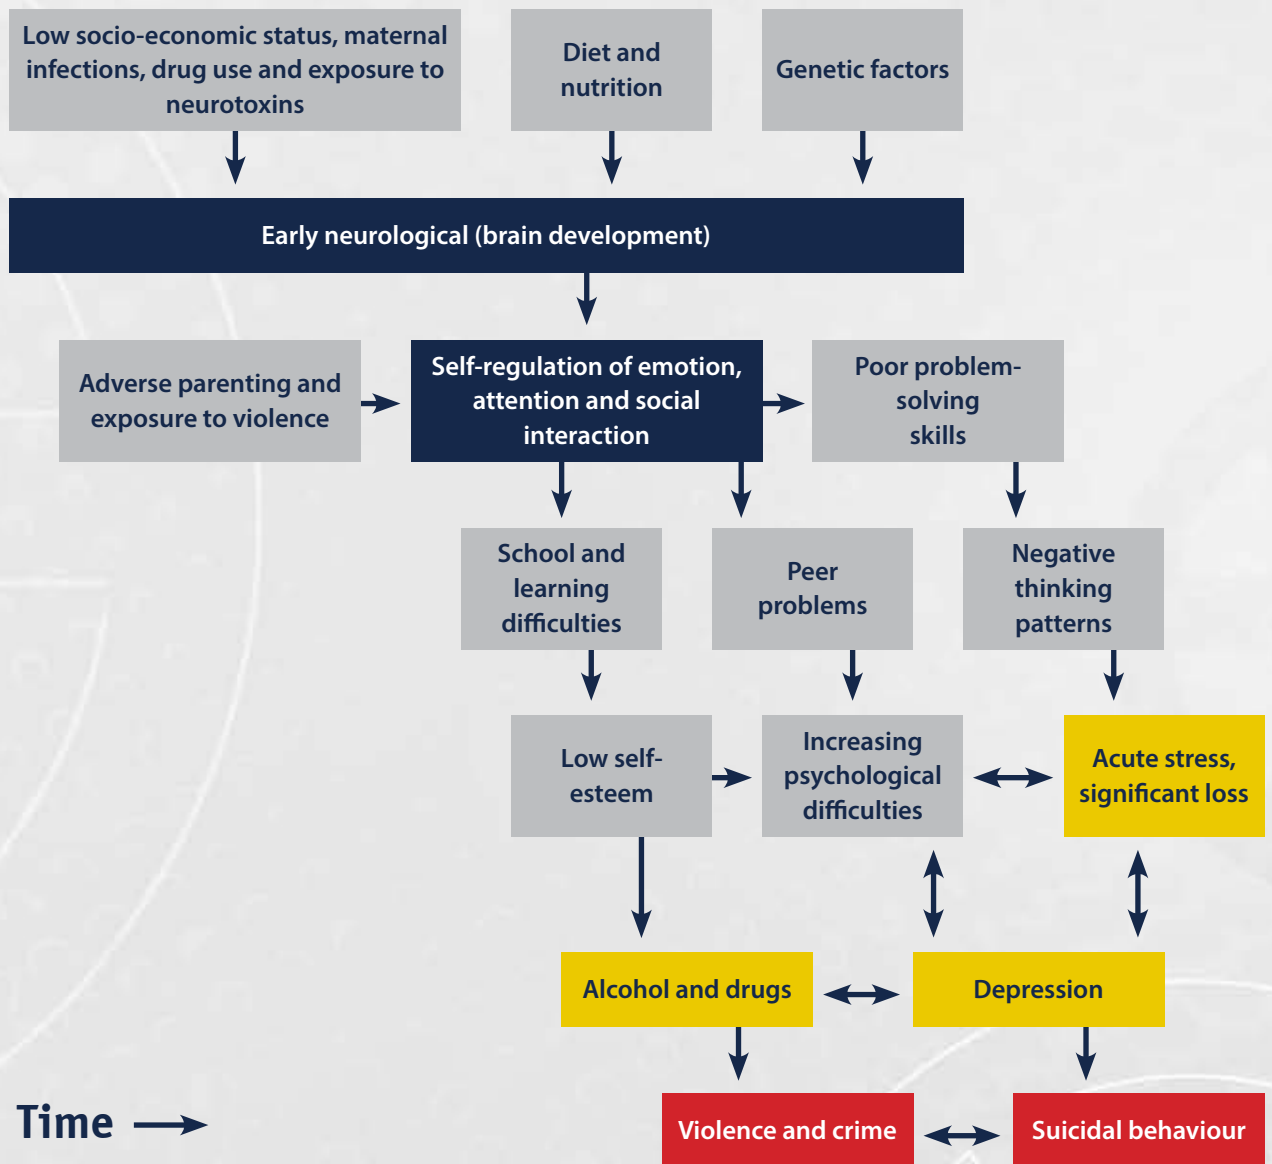 Low socio-economic status, maternal
infections, drug use and exposure to
neurotoxins
Diet and
nutrition
Genetic factors
Early neurological (brain development)
Adverse parenting and
exposure to violence
Self-regulation of emotion,
attention and social
interaction
Poor problem-
solving
skills
School and
learning
difficulties
Peer
problems
Negative
thinking
patterns
Low self-
esteem
Increasing
psychological
difficulties
Acute stress,
significant loss
Alcohol and drugs
Depression
Time
Violence and crime
Suicidal behaviour